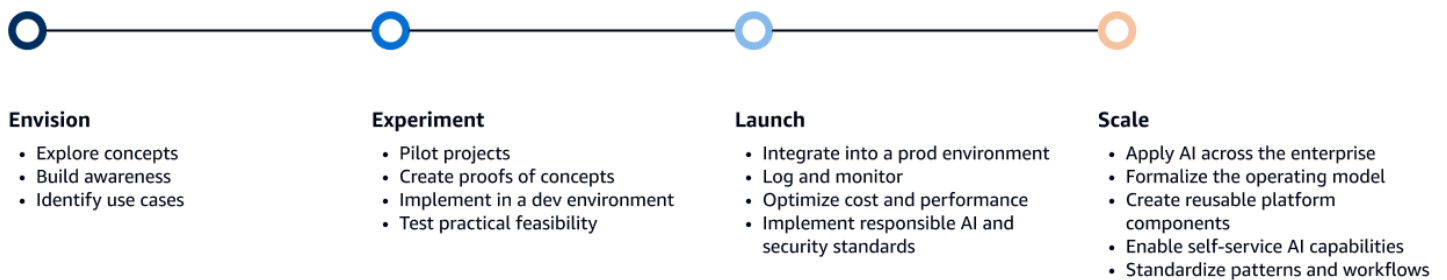 Envision
• Explore concepts
• Build awareness
• Identify use cases
Experiment
• Pilot projects
• Create proofs of concepts
• Implement in a dev environment
• Test practical feasibility
Launch
• Integrate into a prod environment
• Log and monitor
• Optimize cost and performance
• Implement responsible AI and
security standards
Scale
• Apply AI across the enterprise
• Formalize the operating model
• Create reusable platform
components
• Enable self-service AI capabilities
• Standardize patterns and workflows